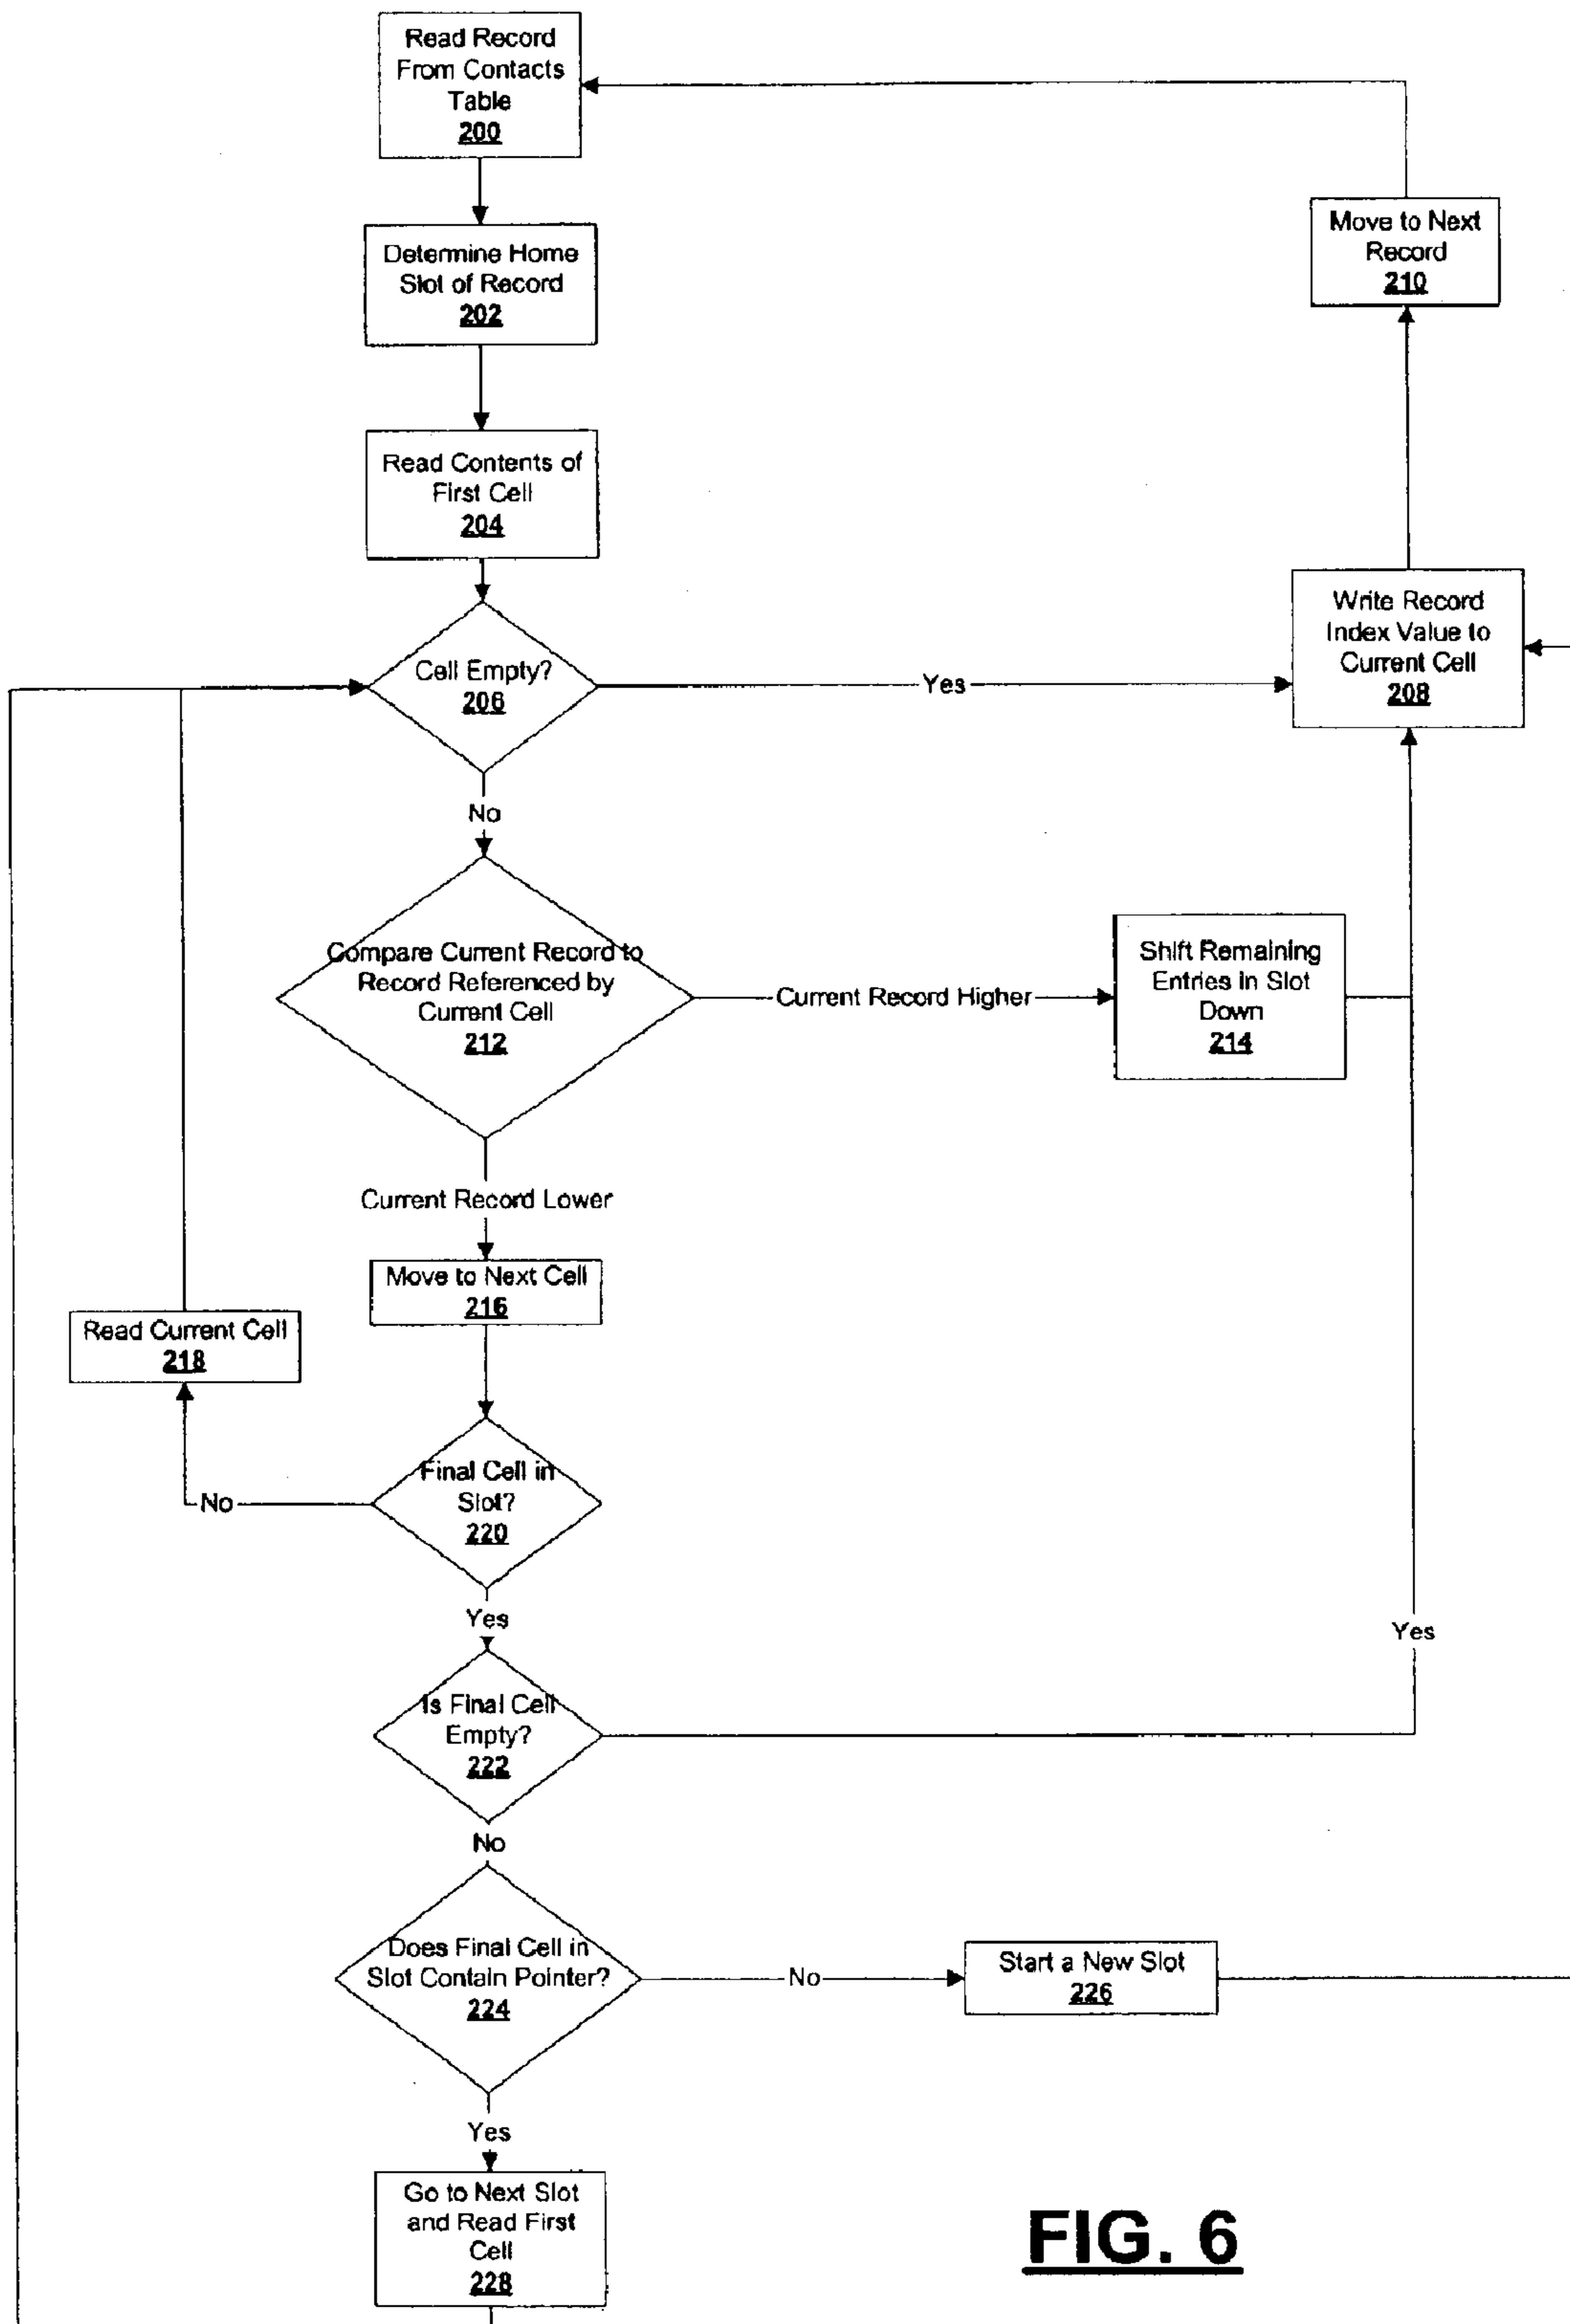 Read Record
From Contacts
Table
200
Determine Home
Slot of Record
202
Move to Next
Record
210
Read Contents of
First Cell
204
Write Record
Index Value to
Current Cell
208
Cell Empty?
206
Yes
No
Compare Current Record to
Record Referenced by
Current Cell
212
Current Record Higher
Shift Remaining
Entries in Slot
Down
214
Current Record Lower
Move to Next Cell
216
Read Current Cell
218
Final Cell in
Slot?
220
No
Yes
Is Final Cell
Empty?
222
Yes
No
Does Final Cell in
Slot Contain Pointer?
224
No
Start a New Slot
226
Yes
Go to Next Slot
and Read First
Cell
228
FIG. 6